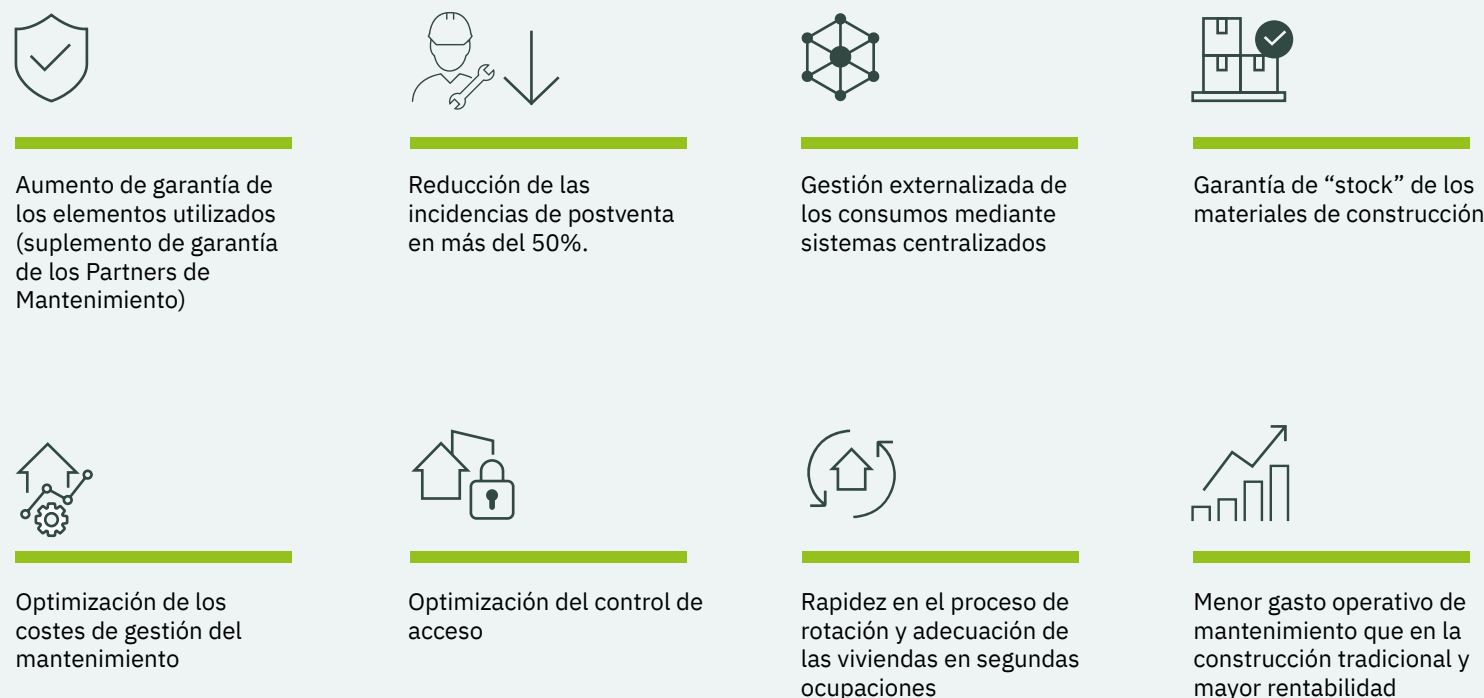 Aumento de garantía de
los elementos utilizados
(suplemento de garantía
de los Partners de
Mantenimiento)
Reducción de las
incidencias de postventa
en más del 50%.
Gestión externalizada de
los consumos mediante
sistemas centralizados
Garantía de “stock” de los
materiales de construcción
Optimización de los
costes de gestión del
mantenimiento
Optimización del control de
acceso
Rapidez en el proceso de
rotación y adecuación de
las viviendas en segundas
ocupaciones
Menor gasto operativo de
mantenimiento que en la
construcción tradicional y
mayor rentabilidad